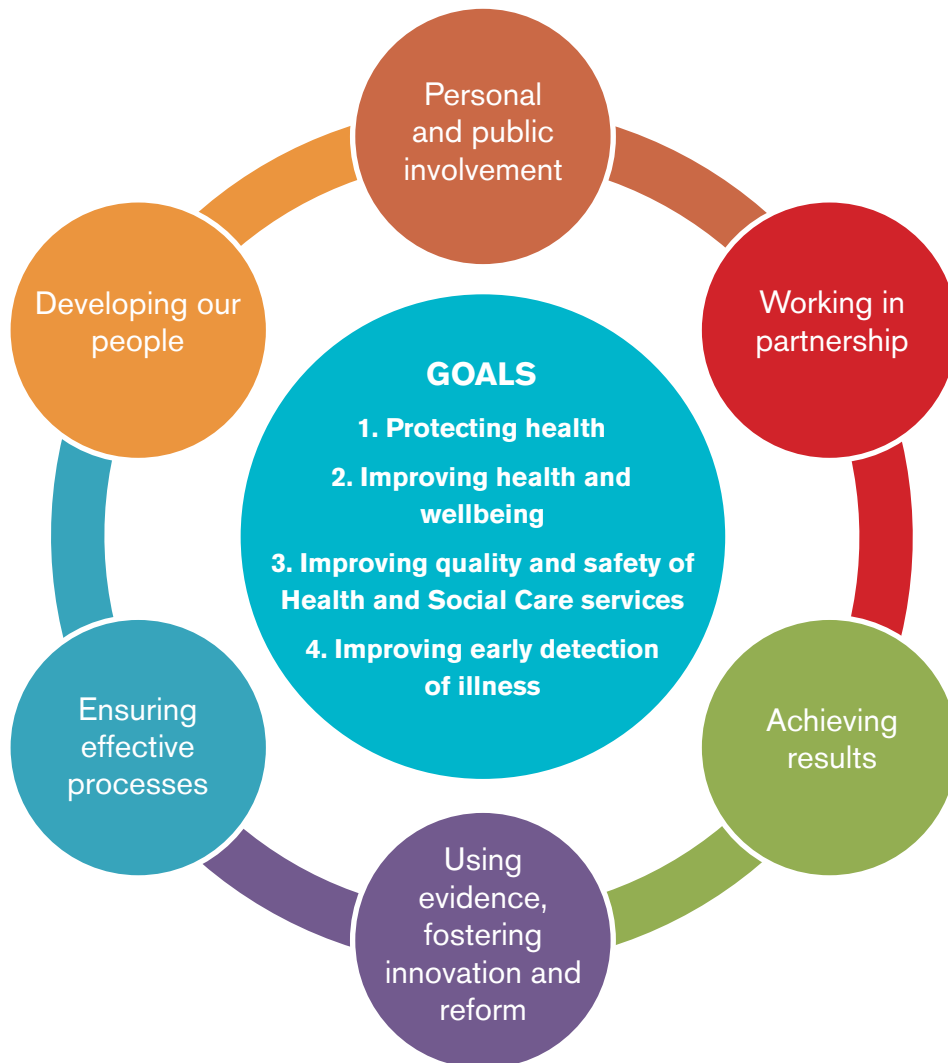 Personal
and public
involvement
Developing our
people
Working in
partnership
GOALS
1. Protecting health
2. Improving health and
wellbeing
3. Improving quality and safety of
Health and Social Care services
4. Improving early detection
of illness
Ensuring
effective
processes
Achieving
results
Using
evidence,
fostering
innovation and
reform